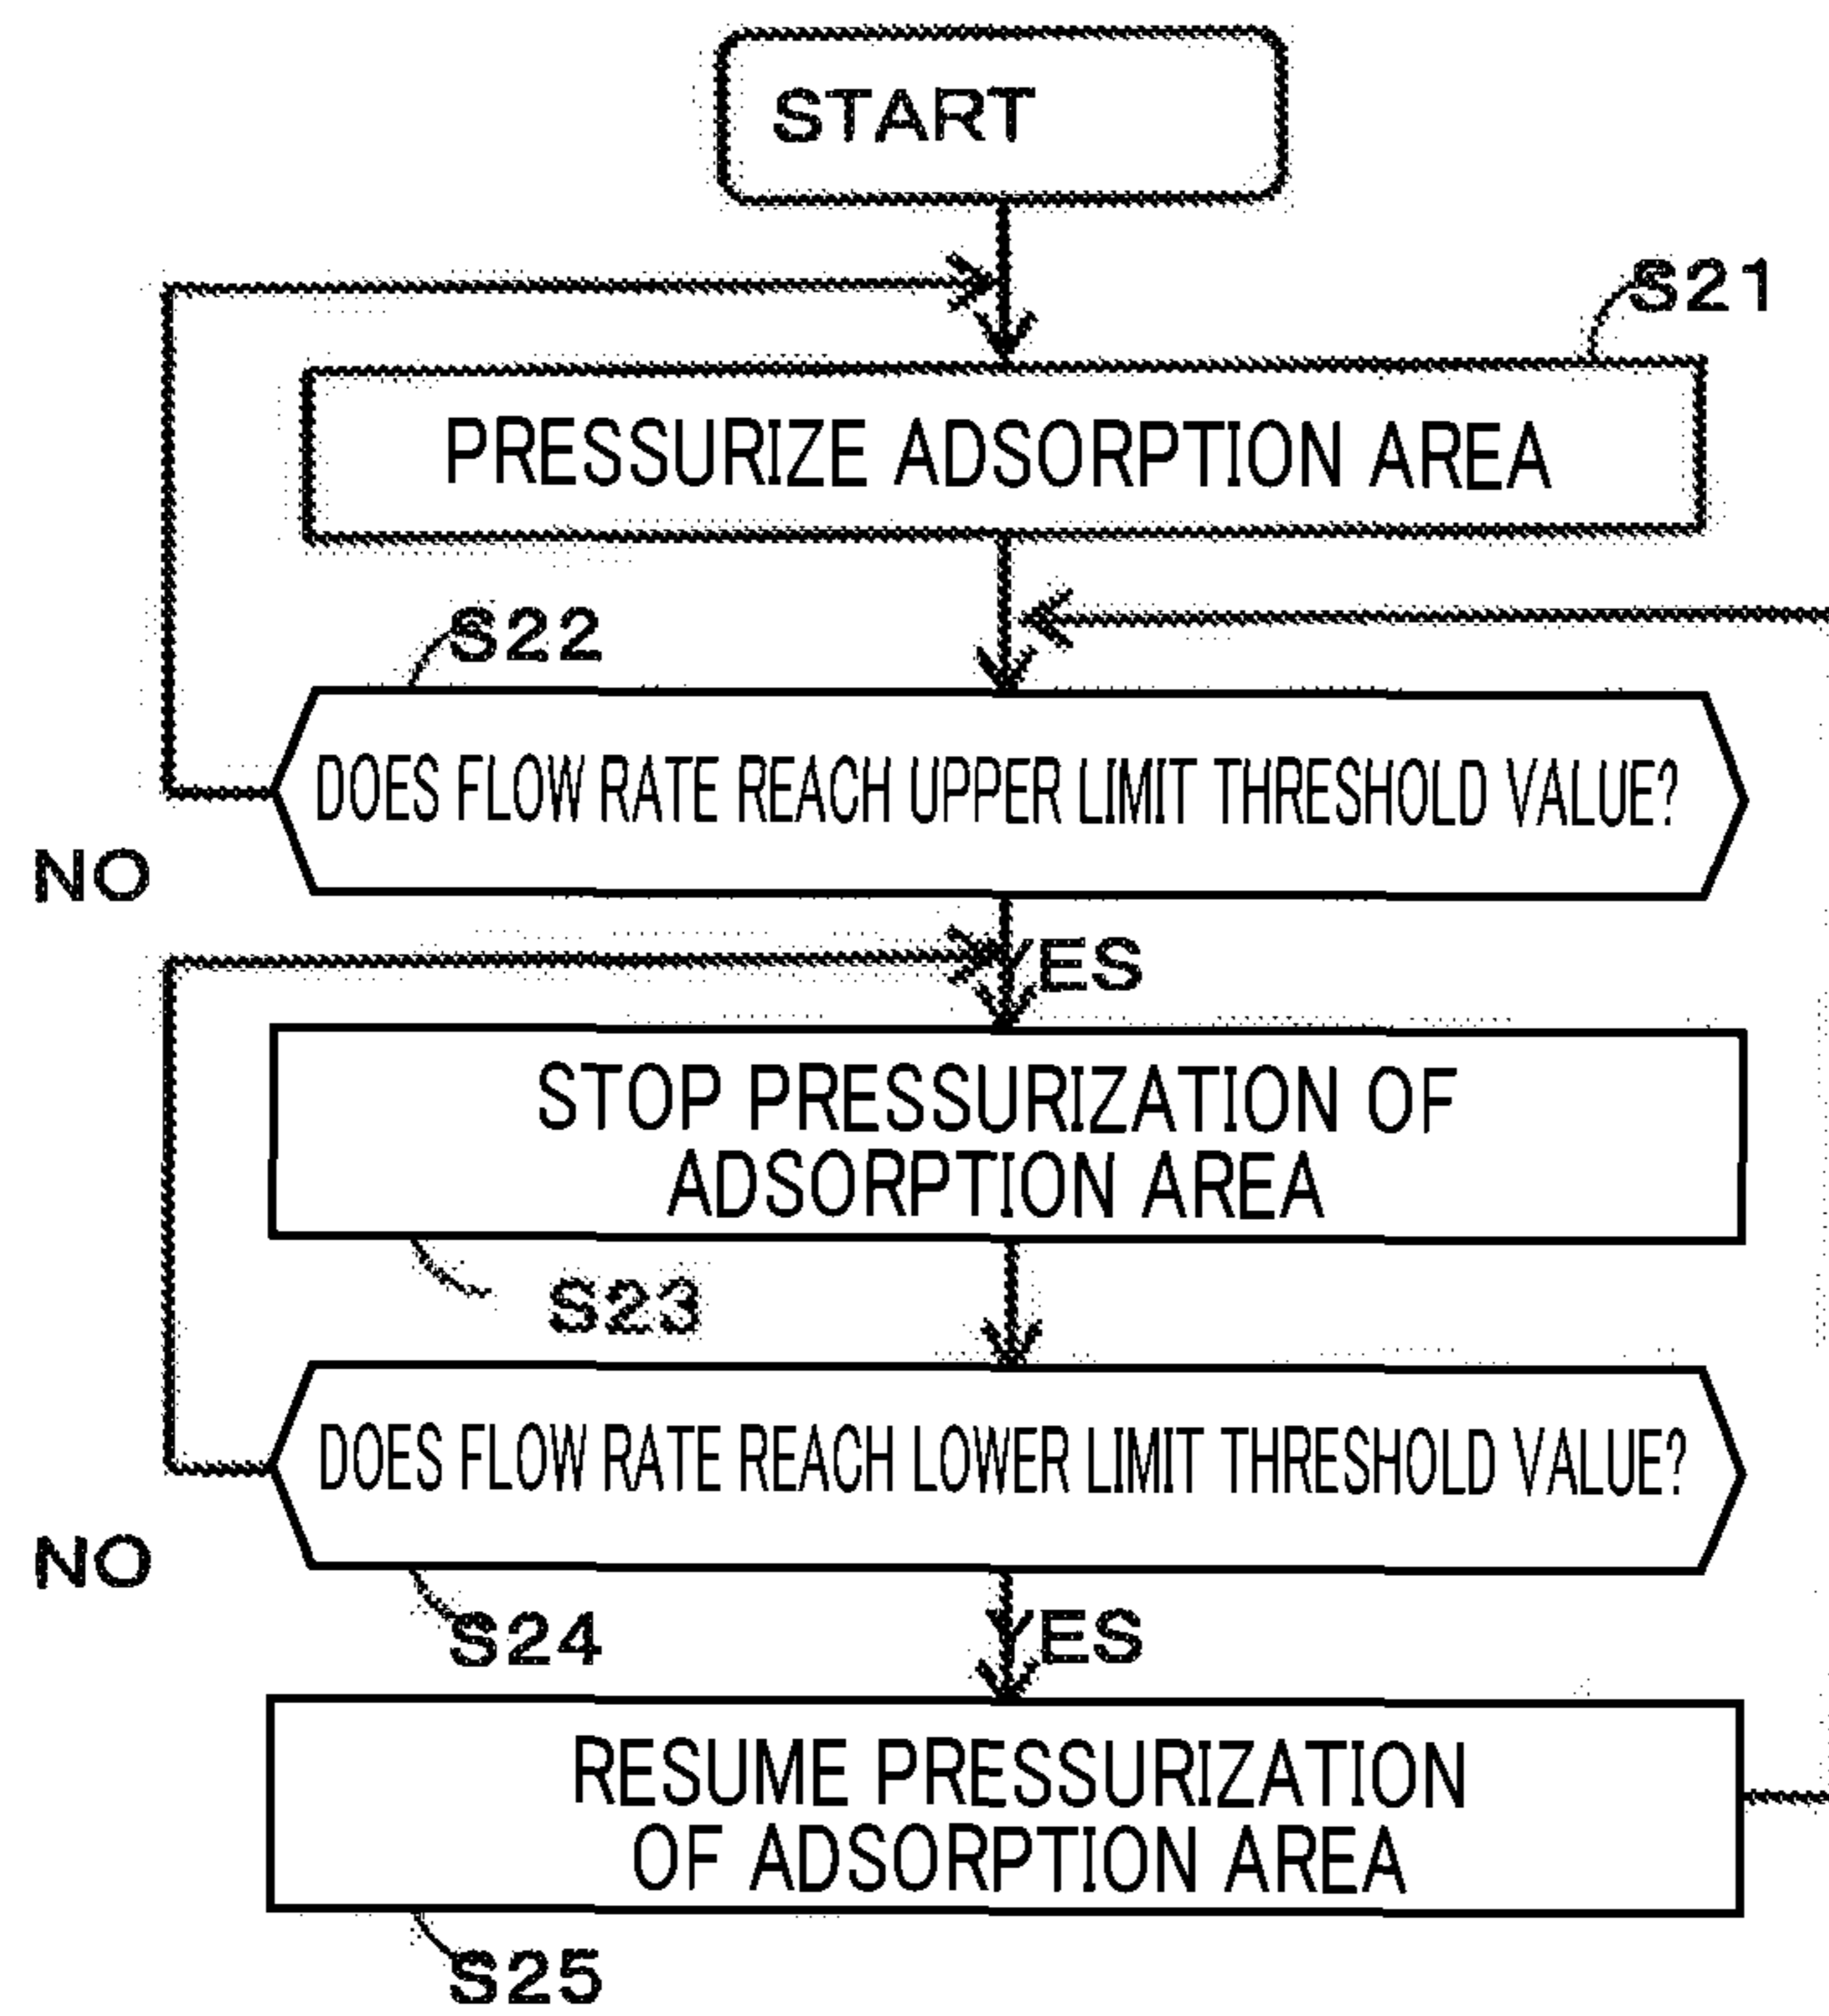 START
S21
PRESSURIZE ADSORPTION AREA
S22
DOES FLOW RATE REACH UPPER LIMIT THRESHOLD VALUE?
NO
YES
STOP PRESSURIZATION OF
ADSORPTION AREA
S23
DOES FLOW RATE REACH LOWER LIMIT THRESHOLD VALUE?
NO
S24
YES
RESUME PRESSURIZATION
OF ADSORPTION AREA
S25